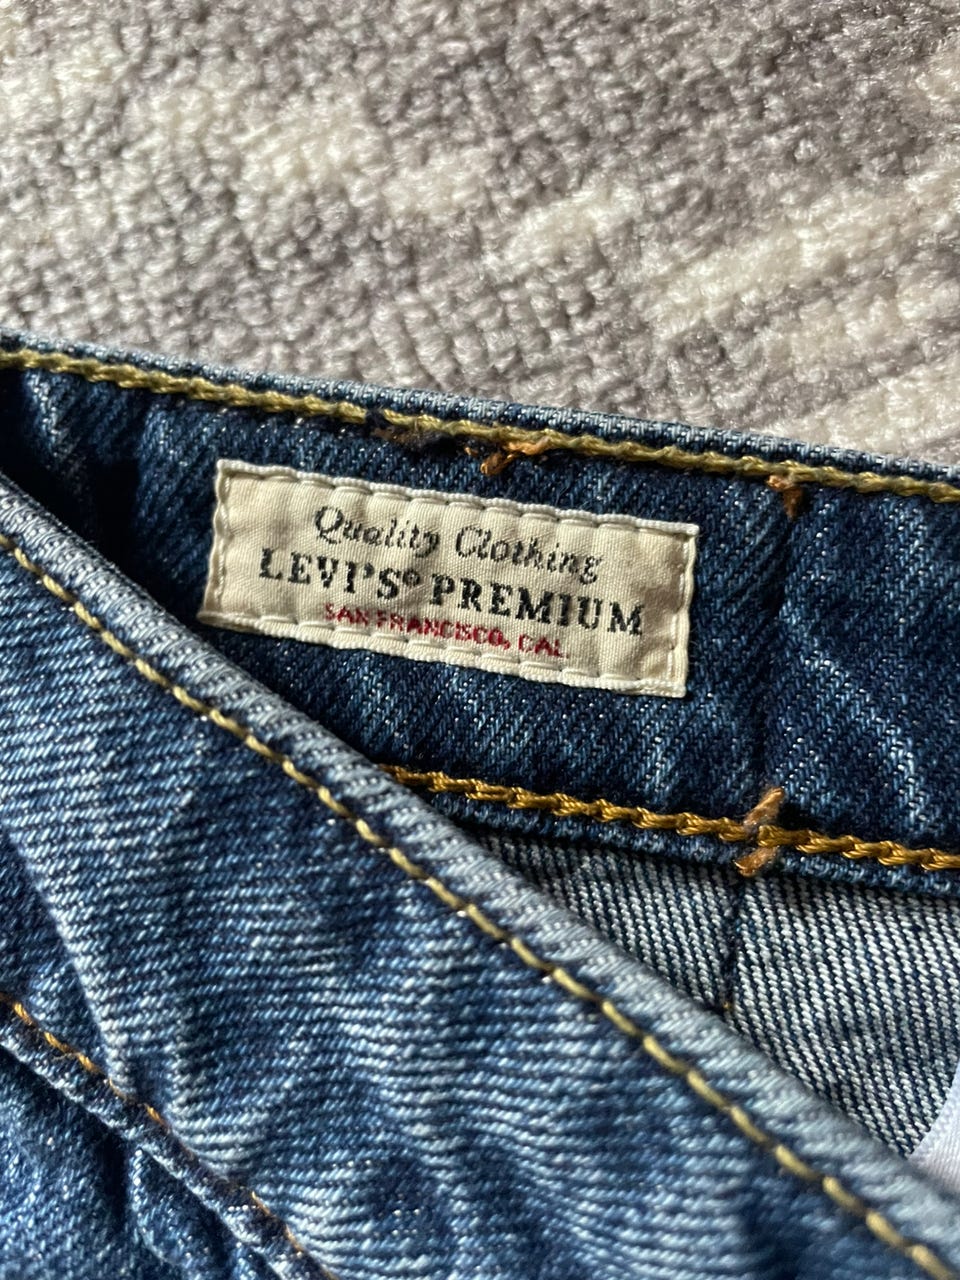 Quality Clothing
LEVI'S® PREMIUM
SAN FRANCISCO, CAL